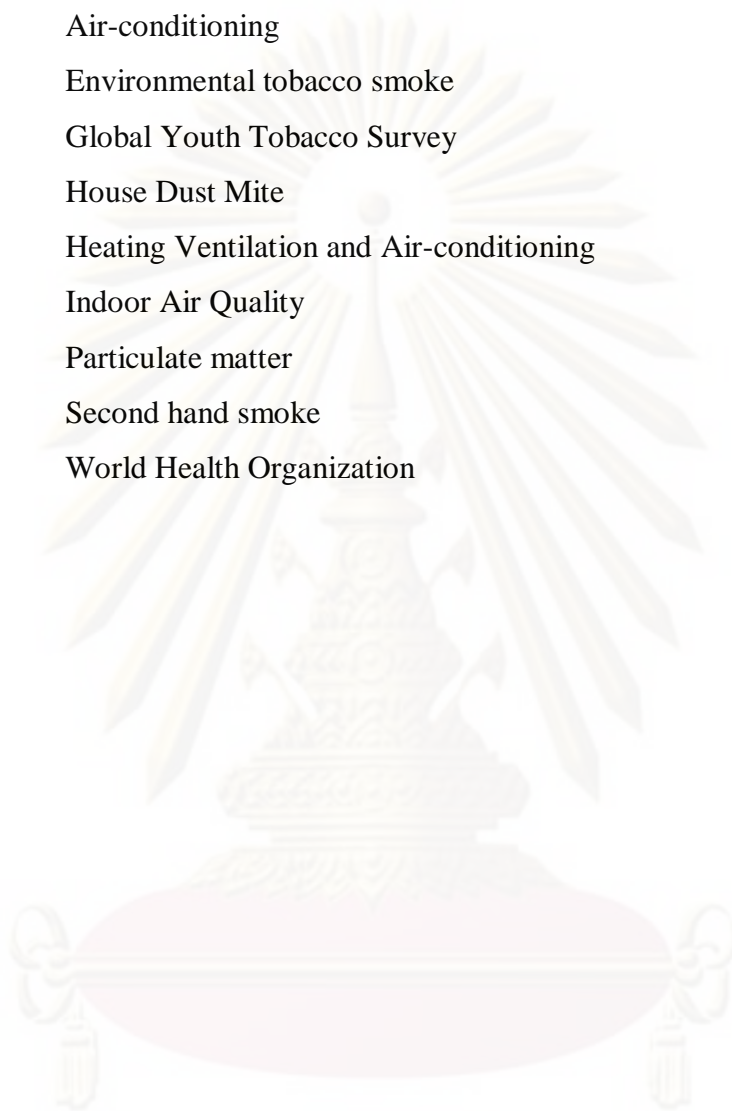 Air-conditioning
Environmental tobacco smoke
Global Youth Tobacco Survey
House Dust Mite
Heating Ventilation and Air-conditioning
Indoor Air Quality
Particulate matter
Second hand smoke
World Health Organization